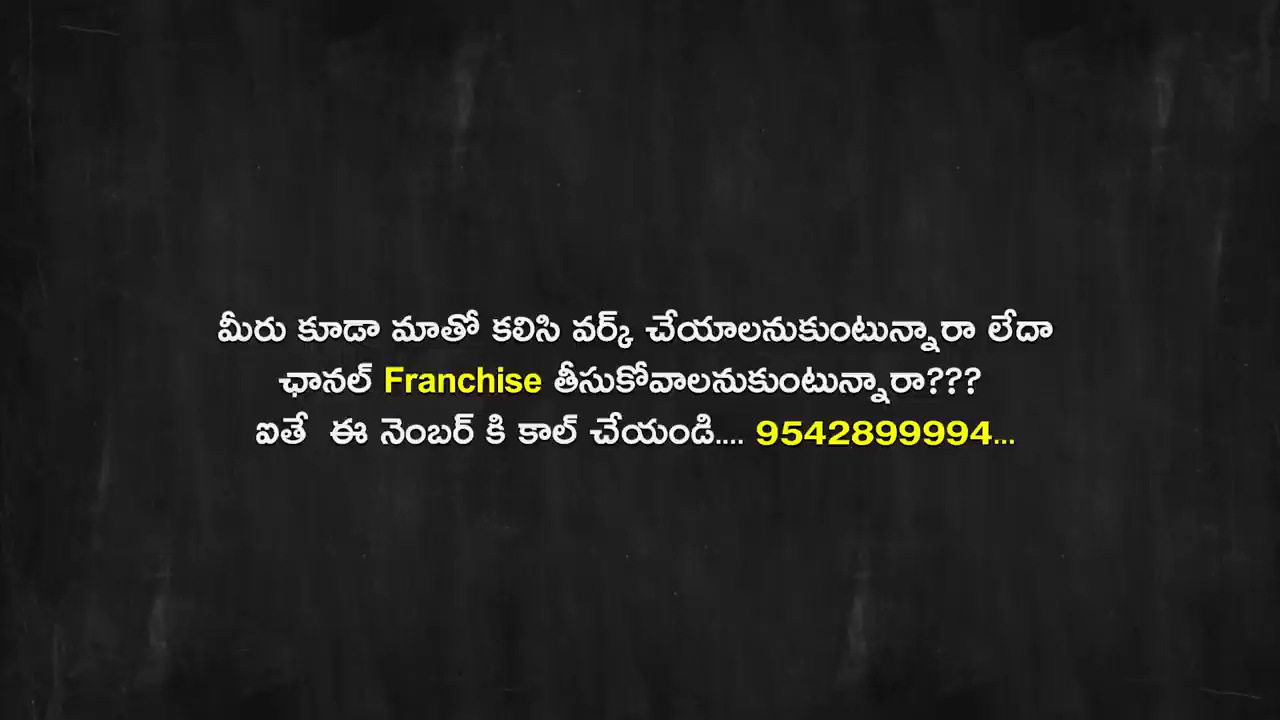 మీరు కూడా మాతో కలిసి వర్క్ చేయాలనుకుంటున్నారా లేదా
ఛానల్ Franchise తీసుకోవాలనుకుంటున్నారా???
ఐతే ఈ నెంబర్ కి కాల్ చేయండి.... 9542899994...